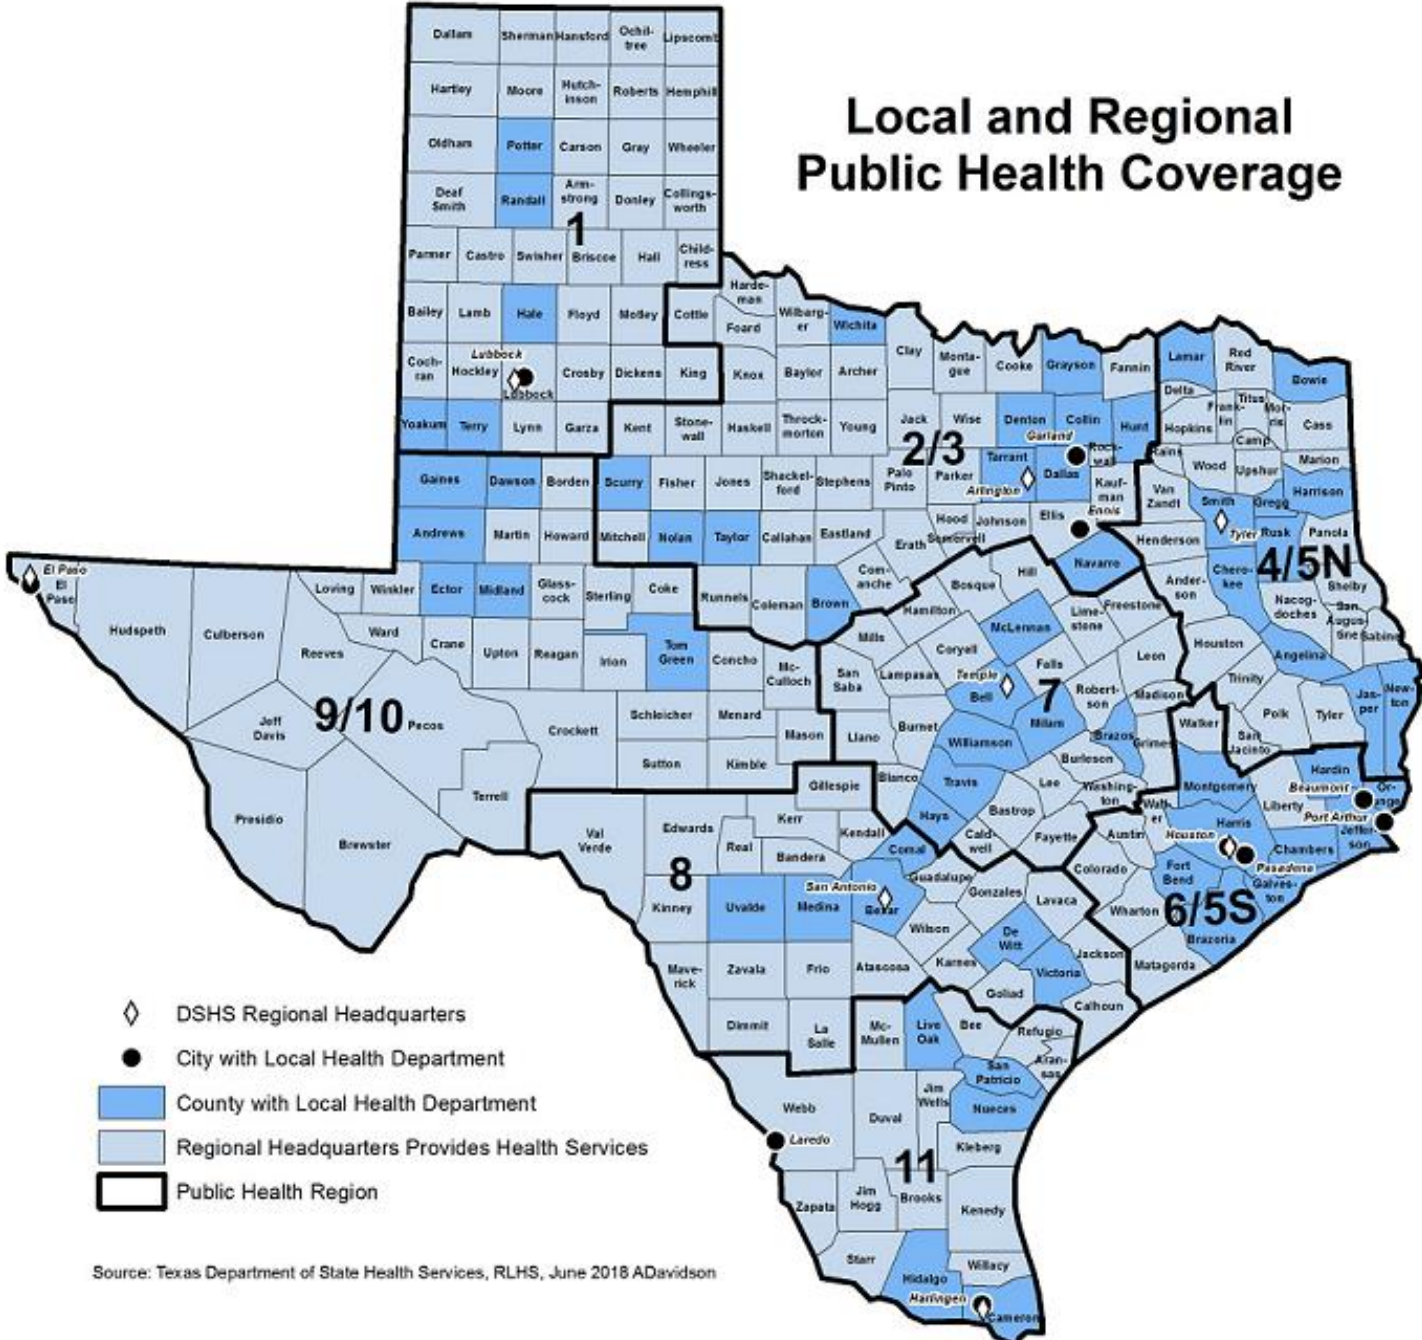 Local and Regional
Public Health Coverage
Dallam
Sherman
Hansford
Ochil-
tree
Lipscomb
Hartley
Moore
Hutch-
inson
Roberts
Hemphill
Oldham
Potter
Carson
Gray
Wheeler
Deaf
Smith
Randall
Arm-
strong
Donley
Collings-
worth
1
Parmer
Castro
Swisher
Briscoe
Hall
Child-
ress
Bailey
Lamb
Hale
Floyd
Motley
Cottle
Harde-
man
Foard
Wilbarg-
er
Wichita
Coch-
ran
Hockley
Lubbock
Lubbock
Crosby
Dickens
King
Knox
Baylor
Archer
Clay
Monta-
gue
Cooke
Grayson
Fannin
Lamar
Red
River
Bowie
Yoakum
Terry
Lynn
Garza
Kent
Stone-
wall
Haskell
Throck-
morton
Young
Jack
Wise
Denton
Collin
Hunt
Delta
Hopkins
Frank-
lin
Titus
Mor-
ris
Camp
Cass
2/3
Garland
Rock-
wall
Rains
Wood
Upshur
Marion
Gaines
Dawson
Borden
Scurry
Fisher
Jones
Shackel-
ford
Stephens
Palo
Pinto
Parker
Tarrant
Arlington
Dallas
Kauf-
man
Van
Zandt
Smith
Gregg
Harrison
Andrews
Martin
Howard
Mitchell
Nolan
Taylor
Callahan
Eastland
Erath
Hood
Somervell
Johnson
Ellis
Ennis
Henderson
Tyler
Rusk
Panola
4/5N
El Paso
El
Paso
Hudspeth
Culberson
Loving
Winkler
Ector
Midland
Glass-
cock
Sterling
Coke
Runnels
Coleman
Brown
Com-
anche
Hamilton
Bosque
Hill
Navarro
Ander-
son
Chero-
kee
Nacog-
doches
Shelby
San
Augus-
tine
Sabine
Reeves
Ward
Crane
Upton
Reagan
Irion
Tom
Green
Concho
Mc-
Culloch
San
Saba
Mills
Lampasas
Coryell
McLennan
Lime-
stone
Freestone
Falls
Leon
Houston
Angelina
Trinity
Polk
Tyler
Jas-
per
New-
ton
9/10
Jeff
Davis
Pecos
Crockett
Schleicher
Menard
Mason
Sutton
Kimble
Terrell
Presidio
Brewster
Temple
Bell
7
Milam
Robert-
son
Madison
Brazos
Grimes
Walker
San
Jacinto
Llano
Burnet
Williamson
Burleson
Washing-
ton
Blanco
Travis
Lee
Bastrop
Hays
Cald-
well
Fayette
Gillespie
Val
Verde
Edwards
Kerr
Real
Bandera
Kendall
Comal
Guadalupe
8
Kinney
Uvalde
Medina
San Antonio
Bexar
Gonzales
Lavaca
Wilson
Karnes
De
Witt
Victoria
Jackson
Goliad
Calhoun
Mave-
rick
Zavala
Frio
Atascosa
Dimmit
La
Salle
Montgomery
Liberty
Hardin
Beaumont
Or-
ange
Port Arthur
Jeffer-
son
Wall-
er
Austin
Houston
Harris
Chambers
Pasadena
Colorado
Fort
Bend
Galves-
ton
Wharton
6/5S
Brazoria
Matagorda
Mc-
Mullen
Live
Oak
Bee
Refugio
Aran-
sas
San
Patricio
Nueces
Jim
Wells
Webb
Duval
Laredo
Kleberg
11
Zapata
Jim
Hogg
Brooks
Kenedy
Starr
Hidalgo
Willacy
Harlingen
Cameron
DSHS Regional Headquarters
City with Local Health Department
County with Local Health Department
Regional Headquarters Provides Health Services
Public Health Region
Source: Texas Department of State Health Services, RLHS, June 2018 ADavidson